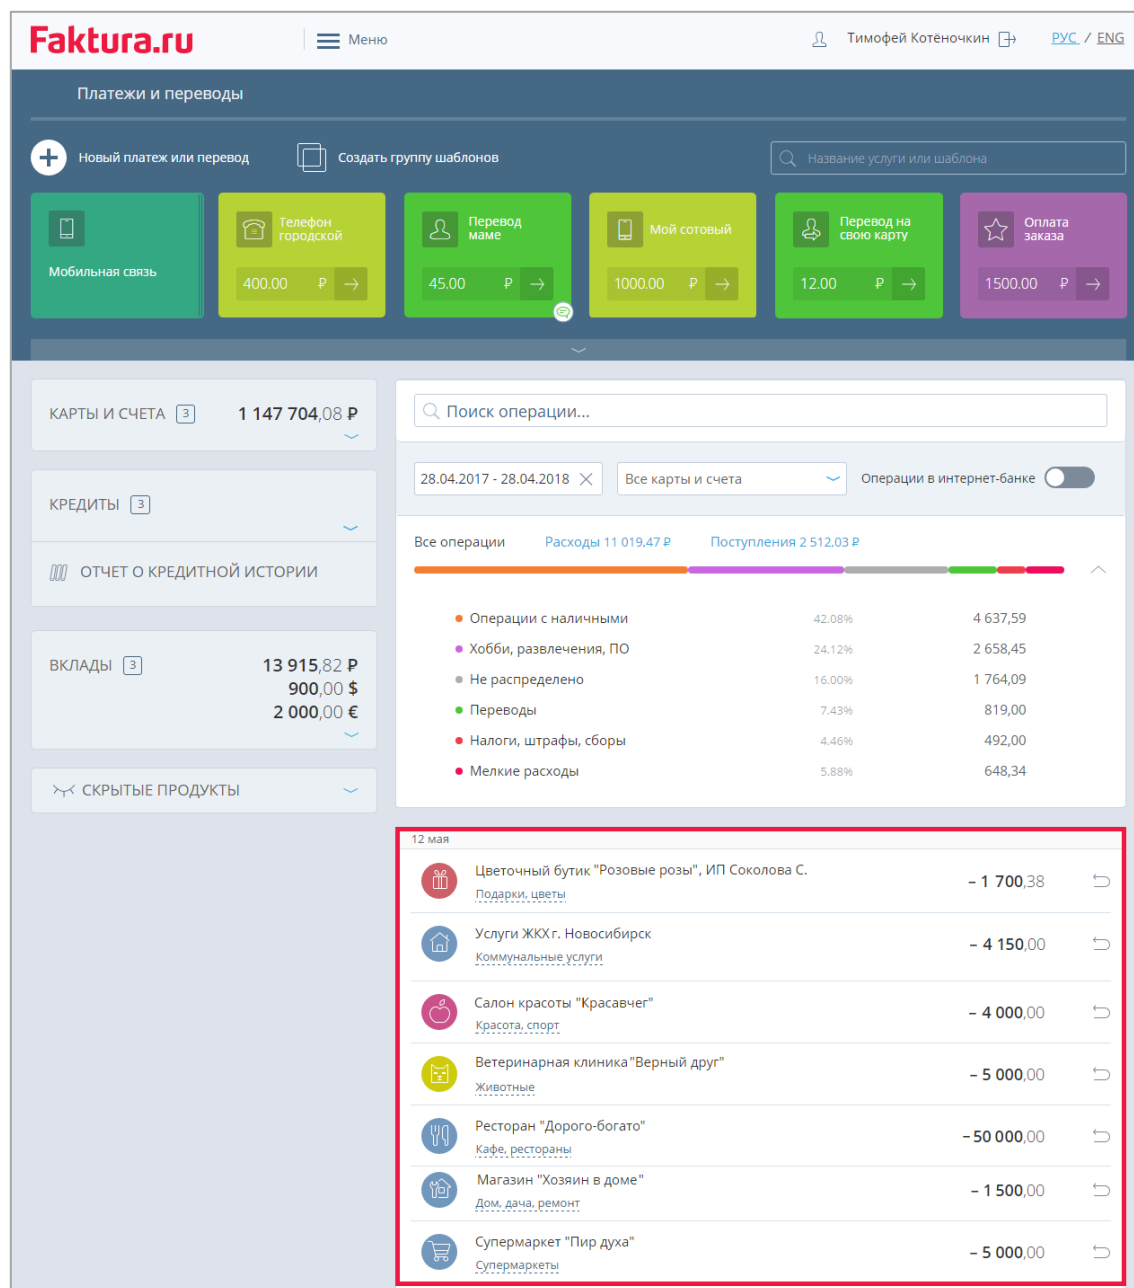 Faktura.ru
Меню
Тимофей Котёночкин
РУС / ENG
Платежи и переводы
Новый платеж или перевод
Создать группу шаблонов
Название услуги или шаблона
Мобильная связь
Телефон
городской
400.00 ₽
Перевод
маме
45.00 ₽
Мой сотовый
1000.00 ₽
Перевод на
свою карту
12.00 ₽
Оплата
заказа
1500.00 ₽
КАРТЫ И СЧЕТА 3 1 147 704,08 ₽
КРЕДИТЫ 3
ОТЧЕТ О КРЕДИТНОЙ ИСТОРИИ
ВКЛАДЫ 3 13 915,82 ₽
900,00 $
2 000,00 €
СКРЫТЫЕ ПРОДУКТЫ
Поиск операции...
28.04.2017 - 28.04.2018
Все карты и счета
Операции в интернет-банке
Все операции Расходы 11 019,47 ₽ Поступления 2 512,03 ₽
Операции с наличными 42.08% 4 637,59
Хобби, развлечения, ПО 24.12% 2 658,45
Не распределено 16.00% 1 764,09
Переводы 7.43% 819,00
Налоги, штрафы, сборы 4.46% 492,00
Мелкие расходы 5.88% 648,34
12 мая
Цветочный бутик "Розовые розы", ИП Соколова С.
Подарки, цветы
– 1 700,38
Услуги ЖКХ г. Новосибирск
Коммунальные услуги
– 4 150,00
Салон красоты "Красавчег"
Красота, спорт
– 4 000,00
Ветеринарная клиника "Верный друг"
Животные
– 5 000,00
Ресторан "Дорого-богато"
Кафе, рестораны
– 50 000,00
Магазин "Хозяин в доме"
Дом, дача, ремонт
– 1 500,00
Супермаркет "Пир духа"
Супермаркеты
– 5 000,00